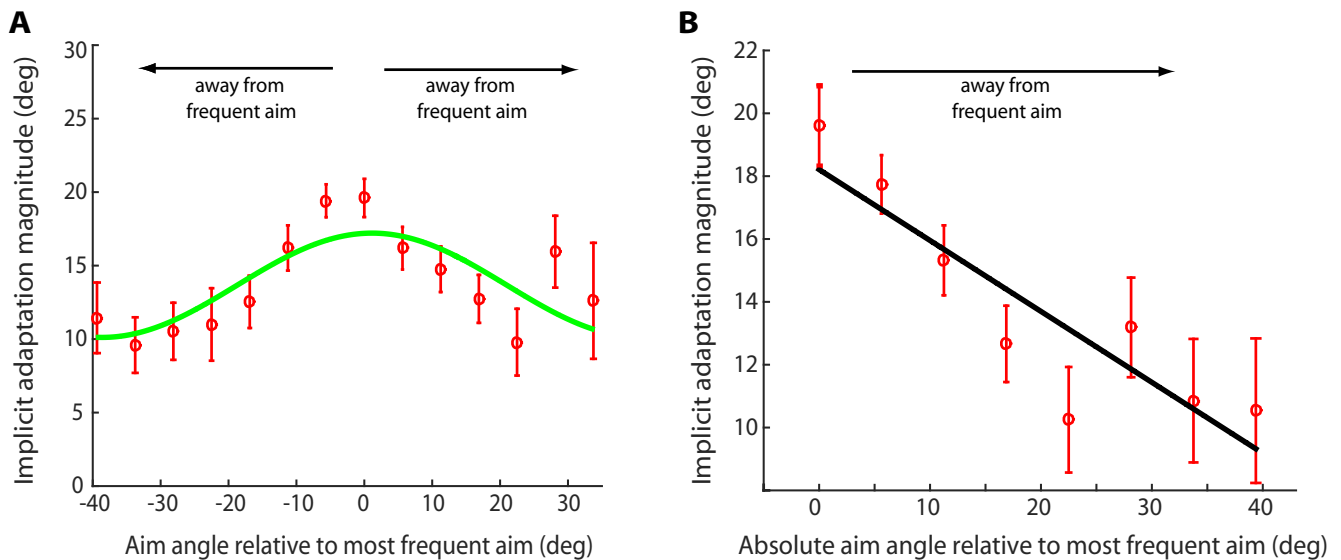 A
Implicit adaptation magnitude (deg)
30
25
20
15
10
5
0
away from
frequent aim
away from
frequent aim
-40
-30
-20
-10
0
10
20
30
Aim angle relative to most frequent aim (deg)
B
Implicit adaptation magnitude (deg)
22
20
18
16
14
12
10
away from
frequent aim
0
10
20
30
40
Absolute aim angle relative to most frequent aim (deg)